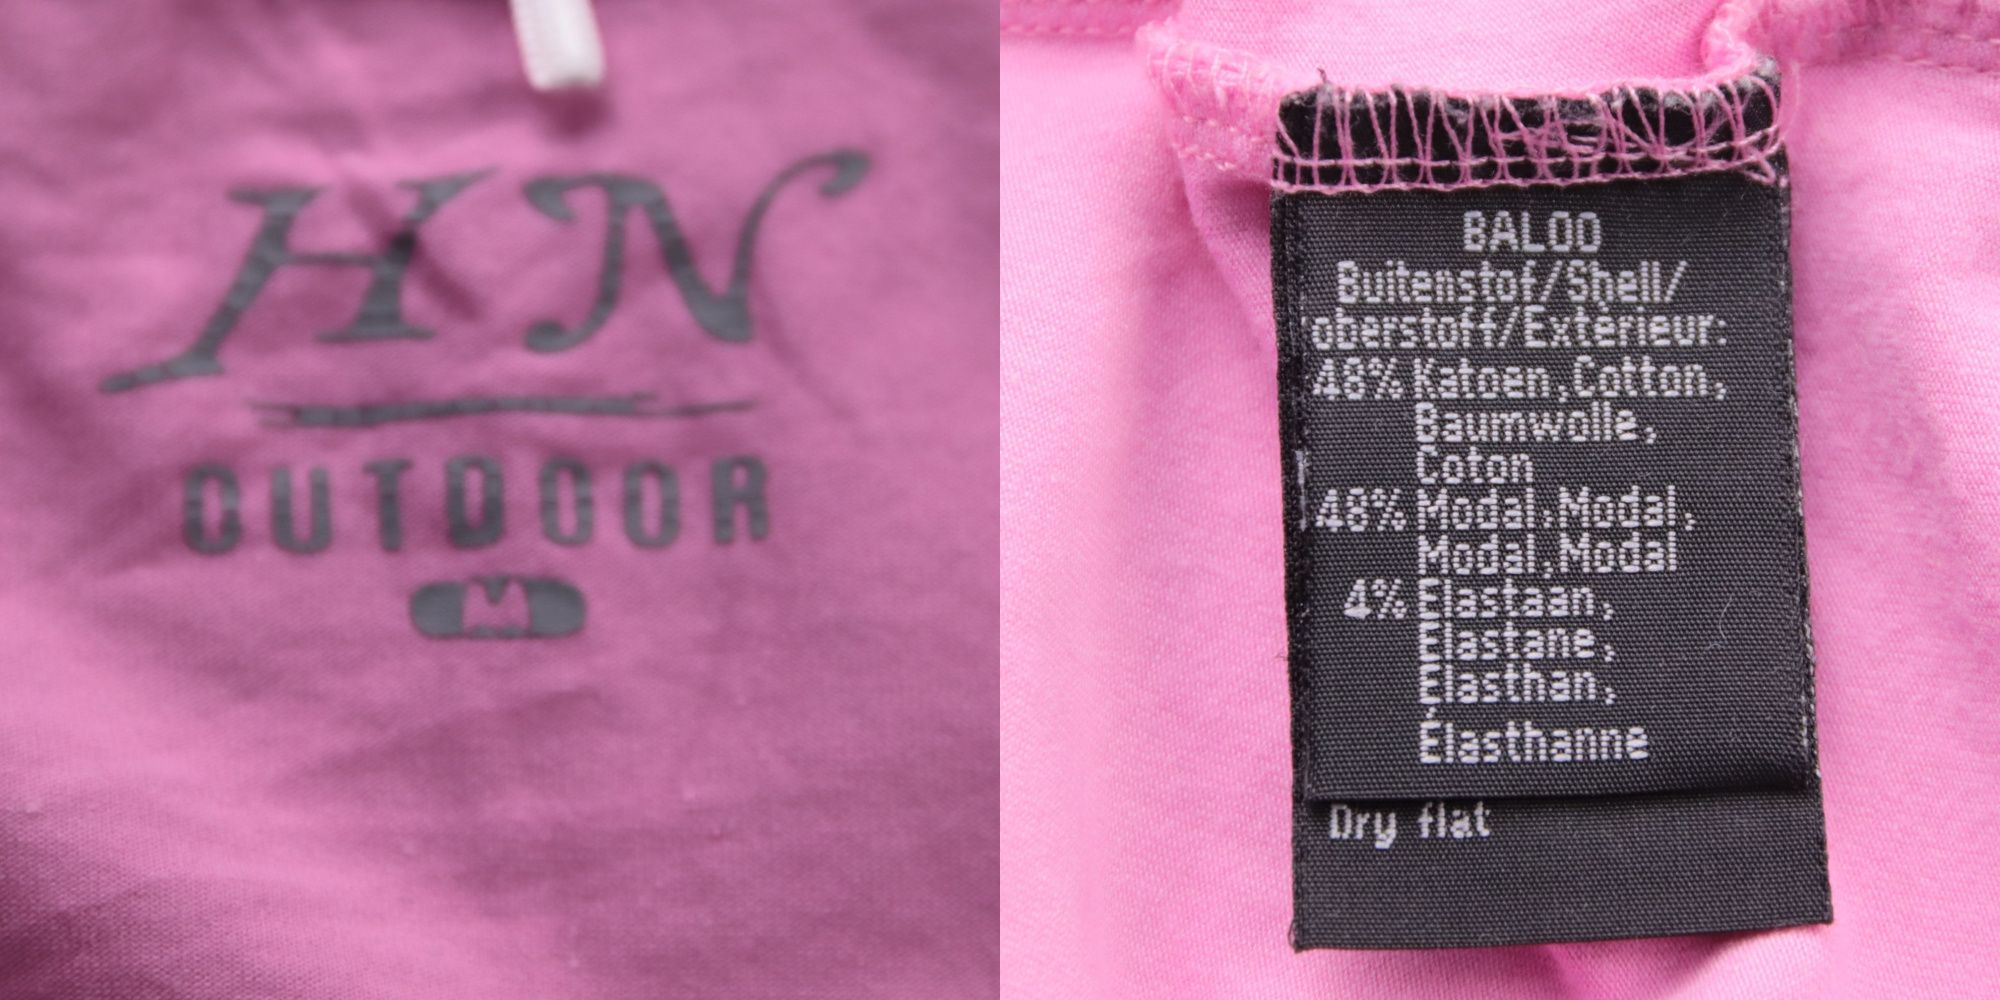 HN
OUTDOOR
M
BALOO
Buitenstof/Shell/
oberstoff/Extérieur:
48% Katoen,Cotton,
Baumwolle,
Coton
48% Modal,Modal,
Modal,Modal
4% Elastaan,
Elastane,
Elasthan,
Élasthanne
Dry flat